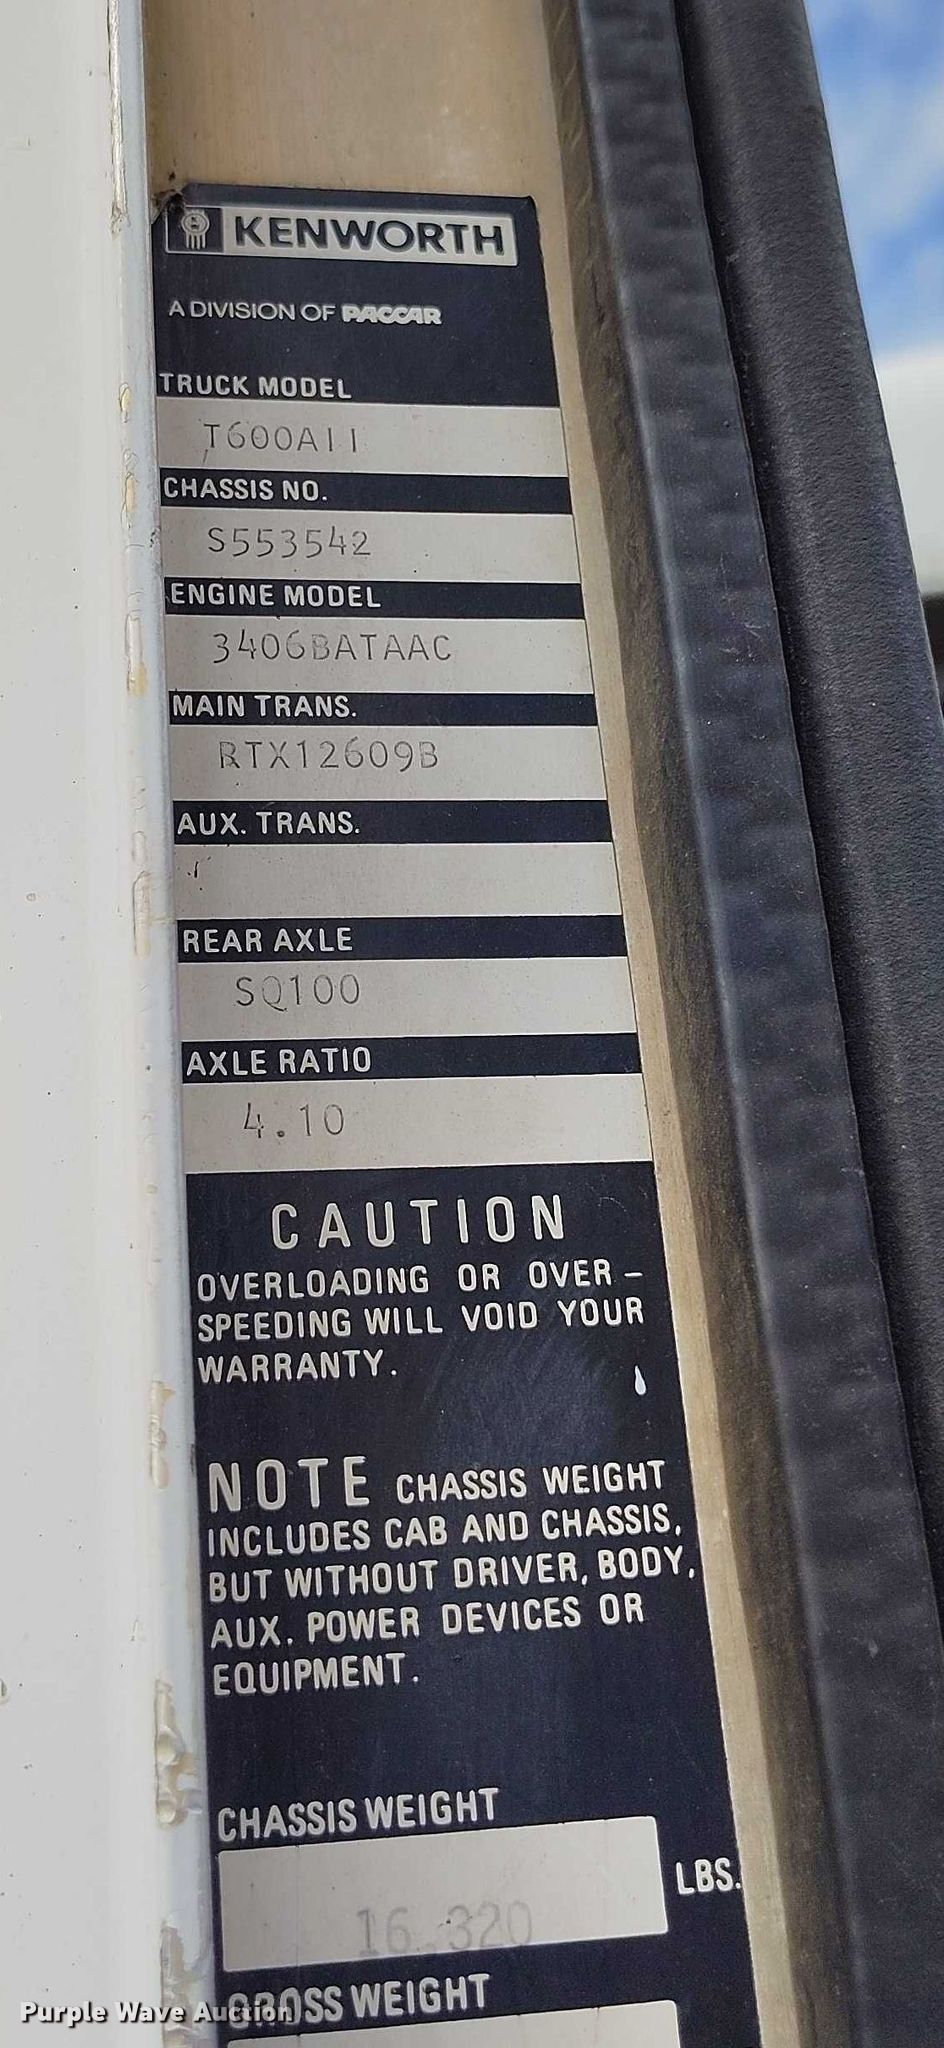 KENWORTH
A DIVISION OF PACCAR
TRUCK MODEL
T600A11
CHASSIS NO.
S553542
ENGINE MODEL
3406BATAAC
MAIN TRANS.
RTX12609B
AUX. TRANS.
REAR AXLE
SQ100
AXLE RATIO
4.10
CAUTION
OVERLOADING OR OVER-
SPEEDING WILL VOID YOUR
WARRANTY.
NOTE CHASSIS WEIGHT
INCLUDES CAB AND CHASSIS,
BUT WITHOUT DRIVER, BODY,
AUX. POWER DEVICES OR
EQUIPMENT.
CHASSIS WEIGHT
16,320 LBS.
GROSS WEIGHT
Purple Wave Auction